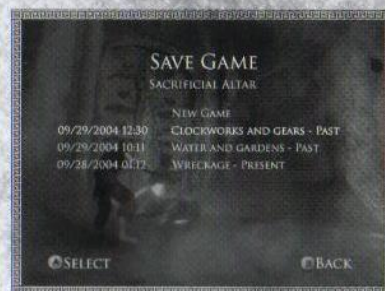 SAVE GAME
SACRIFICIAL ALTAR
NEW GAME
09/29/2004 12:30 CLOCKWORKS AND GEARS - PAST
09/29/2004 10:11 WATER AND GARDENS - PAST
09/28/2004 01:12 WRECKAGE - PRESENT
SELECT
BACK